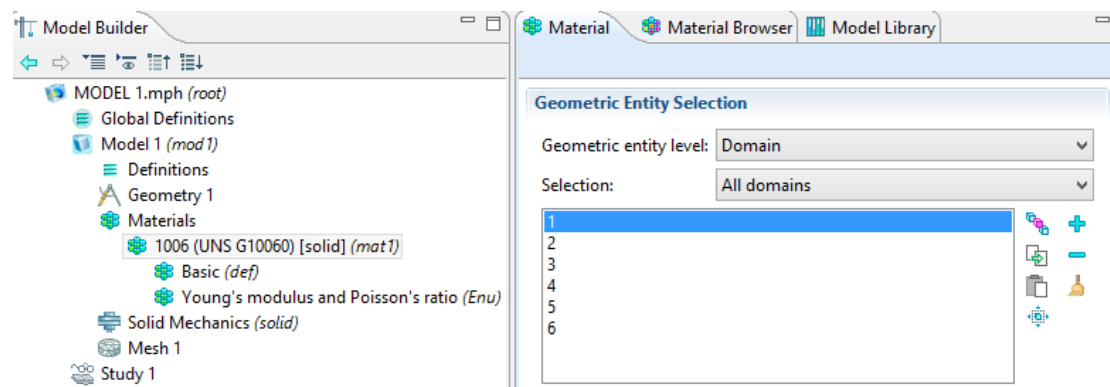 Model Builder
MODEL 1.mph (root)
Global Definitions
Model 1 (mod1)
Definitions
Geometry 1
Materials
1006 (UNS G10060) [solid] (mat1)
Basic (def)
Young's modulus and Poisson's ratio (Enu)
Solid Mechanics (solid)
Mesh 1
Study 1
Material Material Browser Model Library
Geometric Entity Selection
Geometric entity level: Domain
Selection: All domains
1
2
3
4
5
6